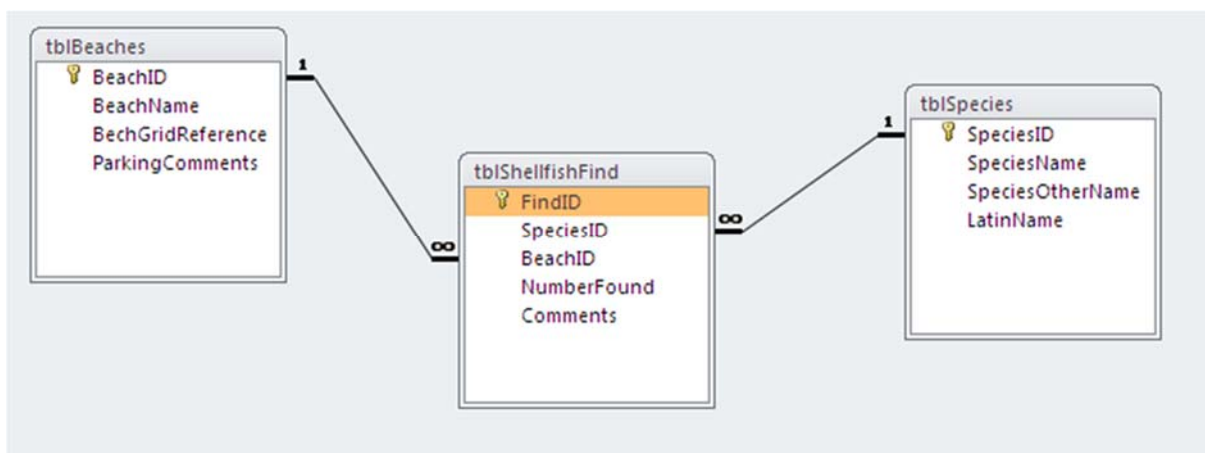 tblBeaches
BeachID
BeachName
BechGridReference
ParkingComments
1
∞
tblShellfishFind
FindID
SpeciesID
BeachID
NumberFound
Comments
∞
1
tblSpecies
SpeciesID
SpeciesName
SpeciesOtherName
LatinName